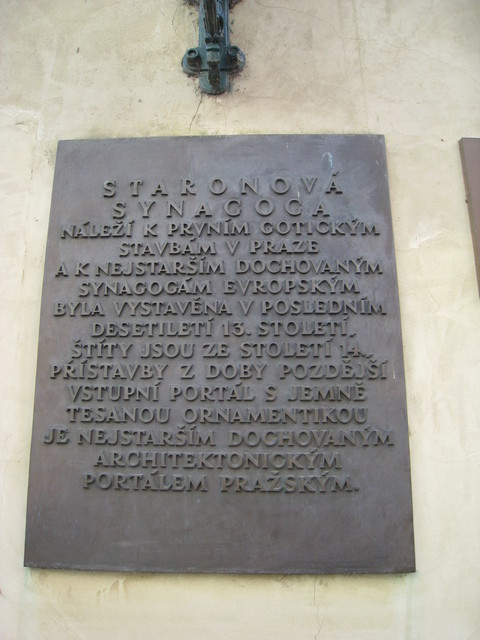 STARONOVÁ
SYNAGOGA
NÁLEŽÍ K PRVNÍM GOTICKÝM
STAVBÁM V PRAZE
A K NEJSTARŠÍM DOCHOVANÝM
SYNAGOGÁM EVROPSKÝM
BYLA VYSTAVĚNA V POSLEDNÍM
DESETILETÍ 13. STOLETÍ,
ŠTÍTY JSOU ZE STOLETÍ 14.,
PŘÍSTAVBY Z DOBY POZDĚJŠÍ
VSTUPNÍ PORTÁL S JEMNĚ
TESANOU ORNAMENTIKOU
JE NEJSTARŠÍM DOCHOVANÝM
ARCHITEKTONICKÝM
PORTÁLEM PRAŽSKÝM.